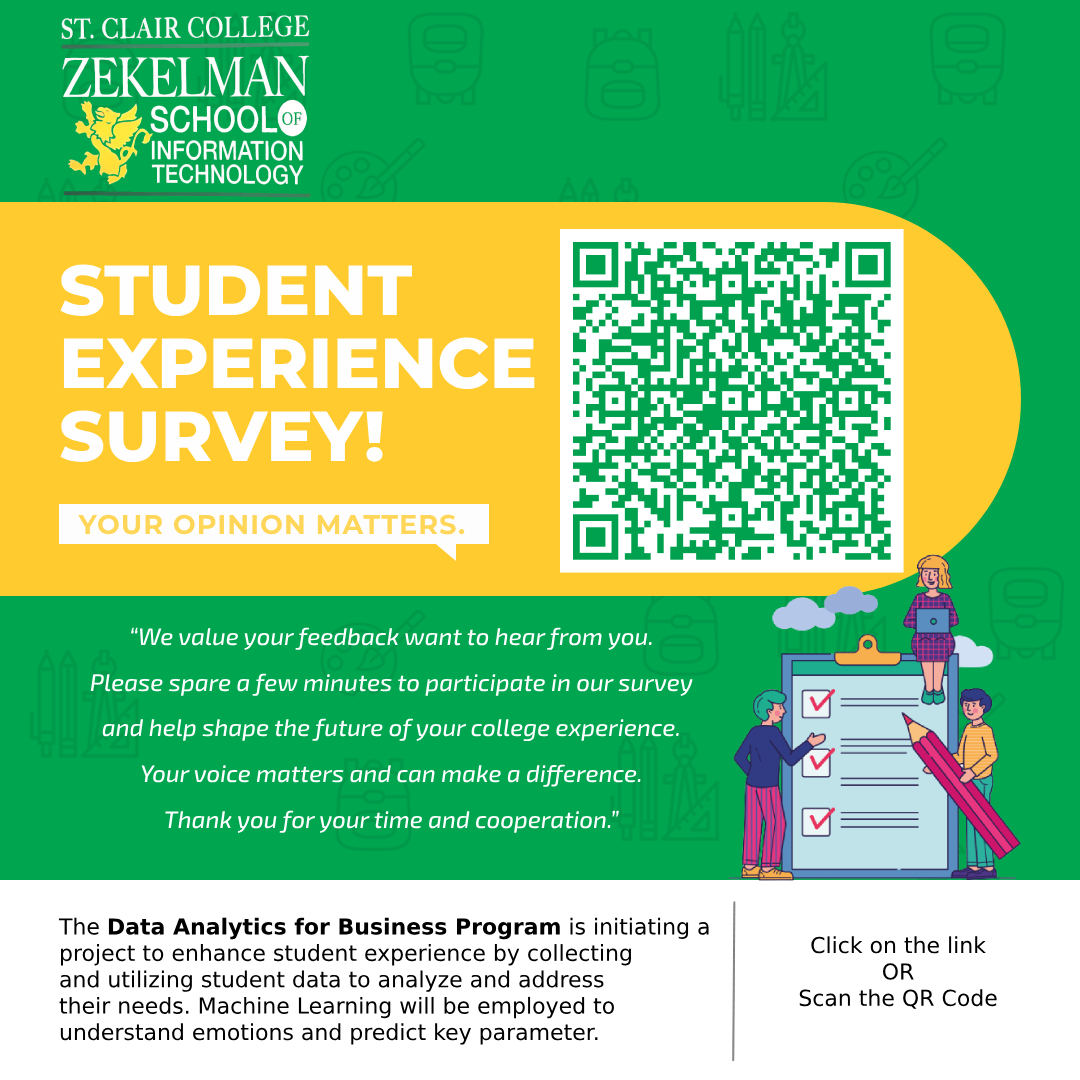 ST. CLAIR COLLEGE
ZEKELMAN
SCHOOL OF
INFORMATION
TECHNOLOGY
STUDENT
EXPERIENCE
SURVEY!
YOUR OPINION MATTERS.
“We value your feedback want to hear from you.
Please spare a few minutes to participate in our survey
and help shape the future of your college experience.
Your voice matters and can make a difference.
Thank you for your time and cooperation.”
The Data Analytics for Business Program is initiating a
project to enhance student experience by collecting
and utilizing student data to analyze and address
their needs. Machine Learning will be employed to
understand emotions and predict key parameter.
Click on the link
OR
Scan the QR Code